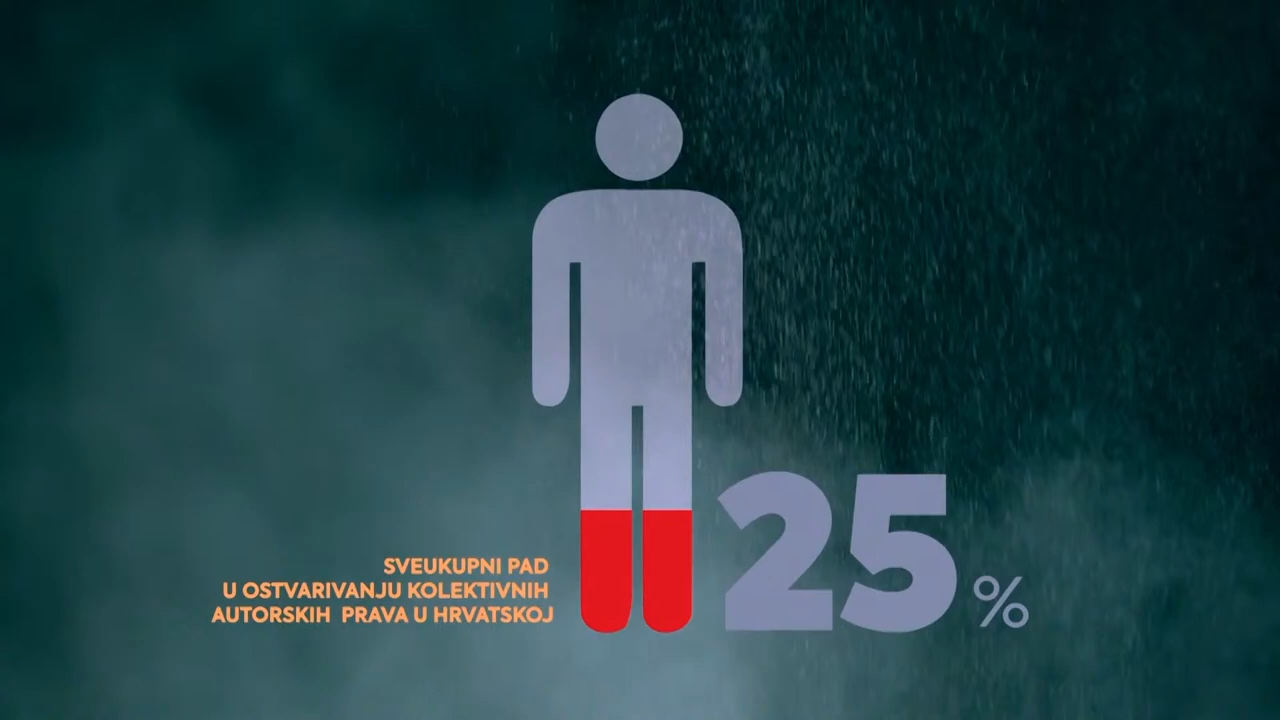 SVEUKUPNI PAD
U OSTVARIVANJU KOLEKTIVNIH
AUTORSKIH PRAVA U HRVATSKOJ
25 %